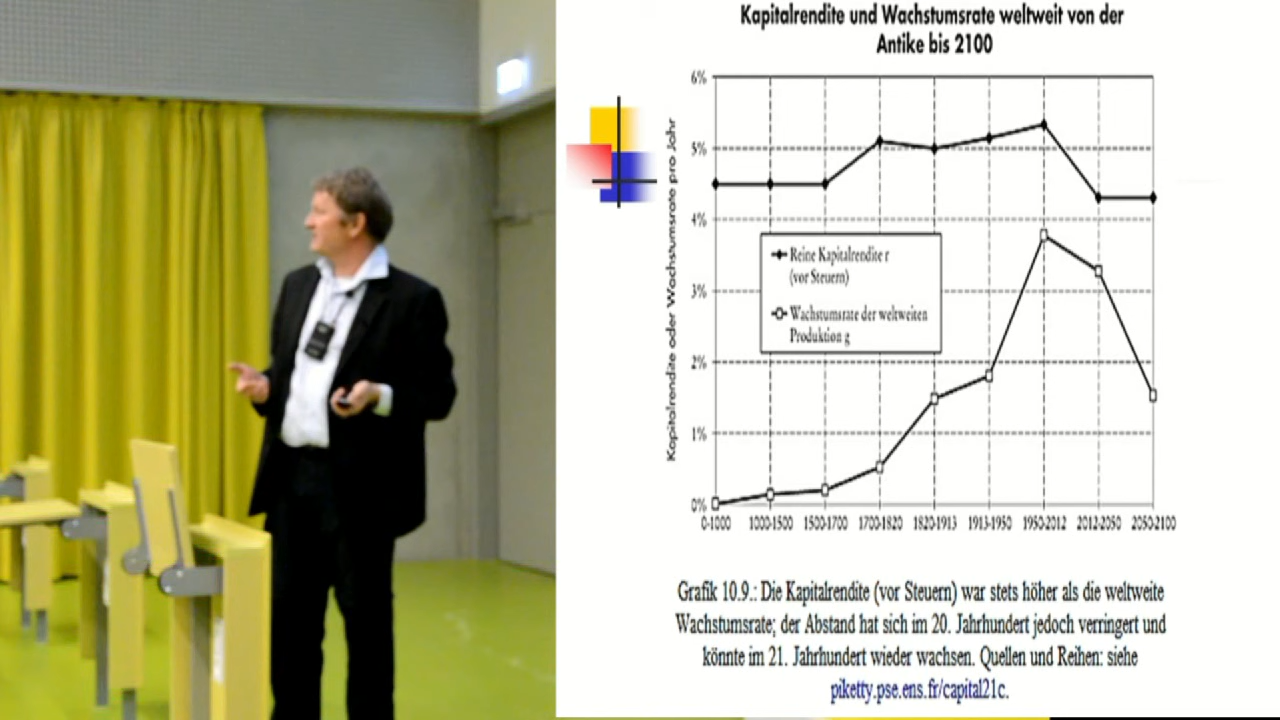 Kapitalrendite und Wachstumsrate weltweit von der
Antike bis 2100
Kapitalrendite oder Wachstumsrate pro Jahr
6%
5%
4%
3%
2%
1%
0%
Reine Kapitalrendite r
(vor Steuern)
Wachstumsrate der weltweiten
Produktion g
0-1000 1000-1500 1500-1700 1700-1820 1820-1913 1913-1950 1950-2012 2012-2050 2050-2100
Grafik 10.9.: Die Kapitalrendite (vor Steuern) war stets höher als die weltweite
Wachstumsrate; der Abstand hat sich im 20. Jahrhundert jedoch verringert und
könnte im 21. Jahrhundert wieder wachsen. Quellen und Reihen: siehe
piketty.pse.ens.fr/capital21c.